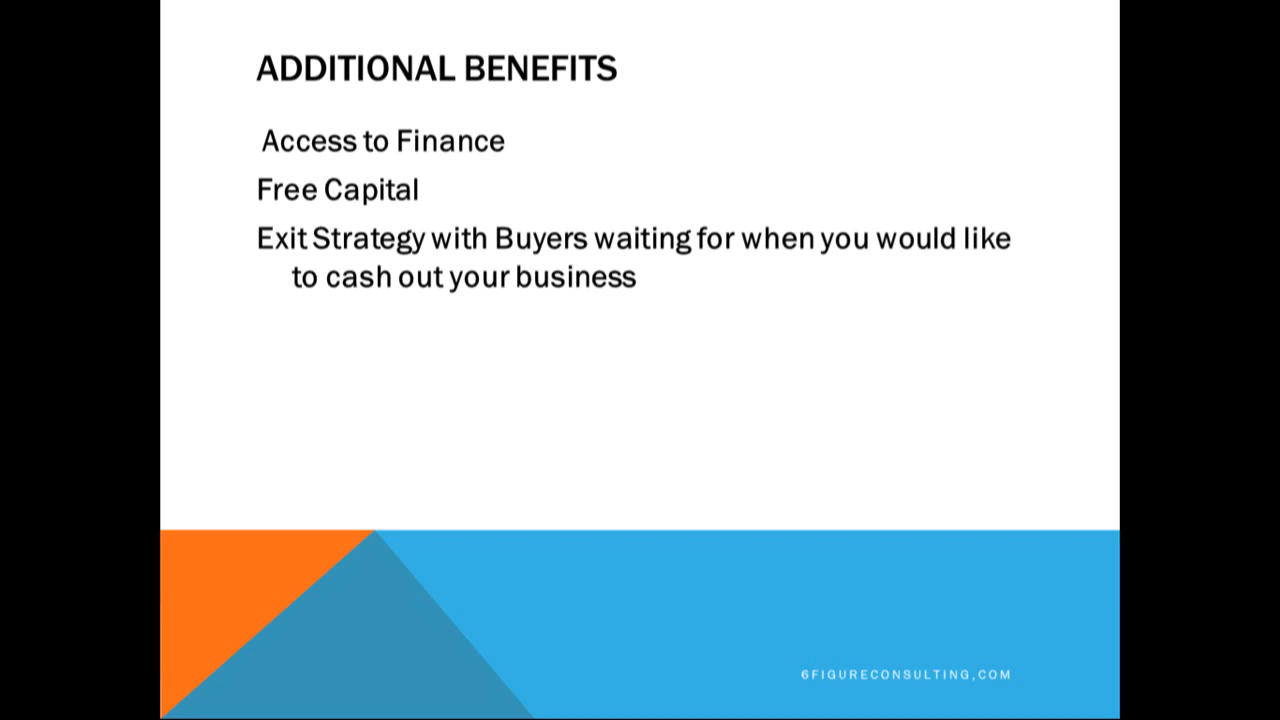 ADDITIONAL BENEFITS
Access to Finance
Free Capital
Exit Strategy with Buyers waiting for when you would like
to cash out your business
6FIGURECONSULTING,COM